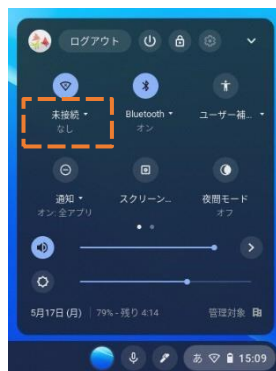 ログアウト
未接続
なし
Bluetooth
オン
ユーザー補...
通知
オン: 全アプリ
スクリーン...
夜間モード
オフ
5月17日 (月) 79% - 残り 4:14 管理対象
あ 15:09